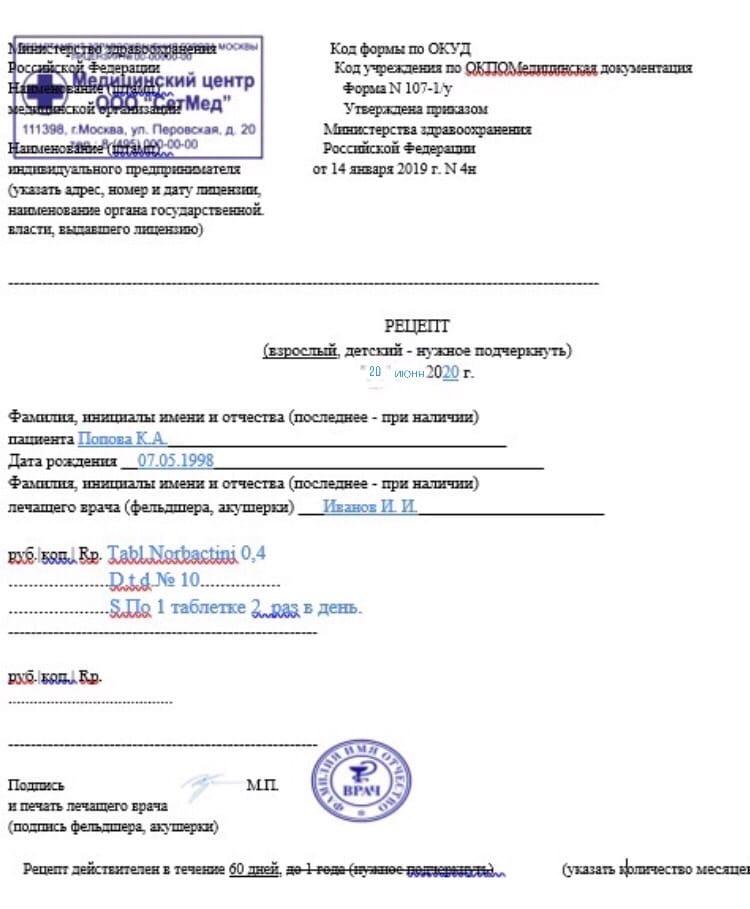 Министерство здравоохранения
Российской Федерации
Наименование (штамп)
медицинской организации
Наименование (штамп)
индивидуального предпринимателя
(указать адрес, номер и дату лицензии,
наименование органа государственной.
власти, выдавшего лицензию)
МОСКВЫ
Медицинский центр
ООО "СетМед"
111398, г.Москва, ул. Перовская, д. 20
тел.: 8 (495) 000-00-00
Код формы по ОКУД
Код учреждения по ОКПОМедицинская документация
Форма N 107-1/у
Утверждена приказом
Министерства здравоохранения
Российской Федерации
от 14 января 2019 г. N 4н
РЕЦЕПТ
(взрослый, детский - нужное подчеркнуть)
"20" июня 2020 г.
Фамилия, инициалы имени и отчества (последнее - при наличии)
пациента Попова К.А.
Дата рождения 07.05.1998
Фамилия, инициалы имени и отчества (последнее - при наличии)
лечащего врача (фельдшера, акушерки) Иванов И. И.
руб.|коп.| Rp. Tabl Norbactini 0,4
D.t.d.№ 10
S.По 1 таблетке 2 раз в день.
руб.|коп.| Rp.
Подпись М.П.
и печать лечащего врача
(подпись фельдшера, акушерки)
ФАМИЛИЯ ИМЯ ОТЧЕСТВО
ВРАЧ
Рецепт действителен в течение 60 дней, до 1 года (нужное подчеркнуть) (указать количество месяцев